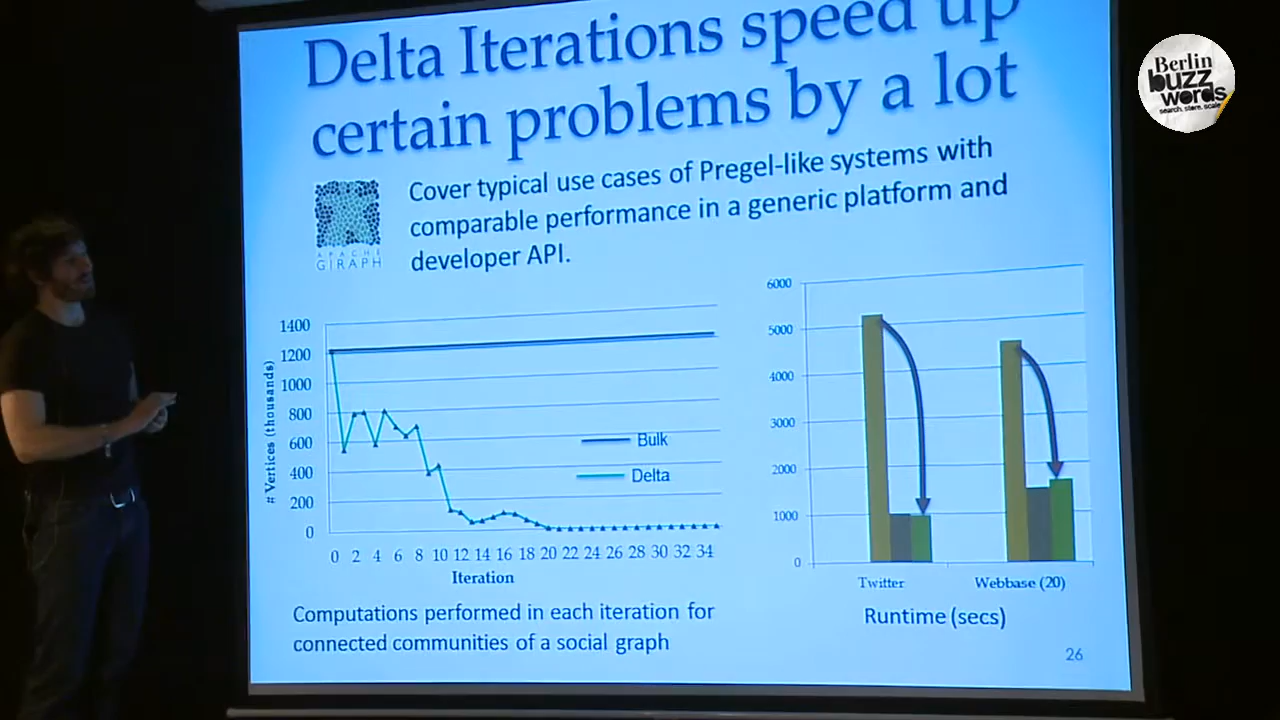 Delta Iterations speed up
certain problems by a lot
Cover typical use cases of Pregel-like systems with
comparable performance in a generic platform and
developer API.
APACHE
GIRAPH
1400
1200
1000
800
600
400
200
0
# Vertices (thousands)
Bulk
Delta
0 2 4 6 8 10 12 14 16 18 20 22 24 26 28 30 32 34
Iteration
Computations performed in each iteration for
connected communities of a social graph
6000
5000
4000
3000
2000
1000
0
Twitter Webbase (20)
Runtime (secs)
26
Berlin
buzz
words
search. store. scale.